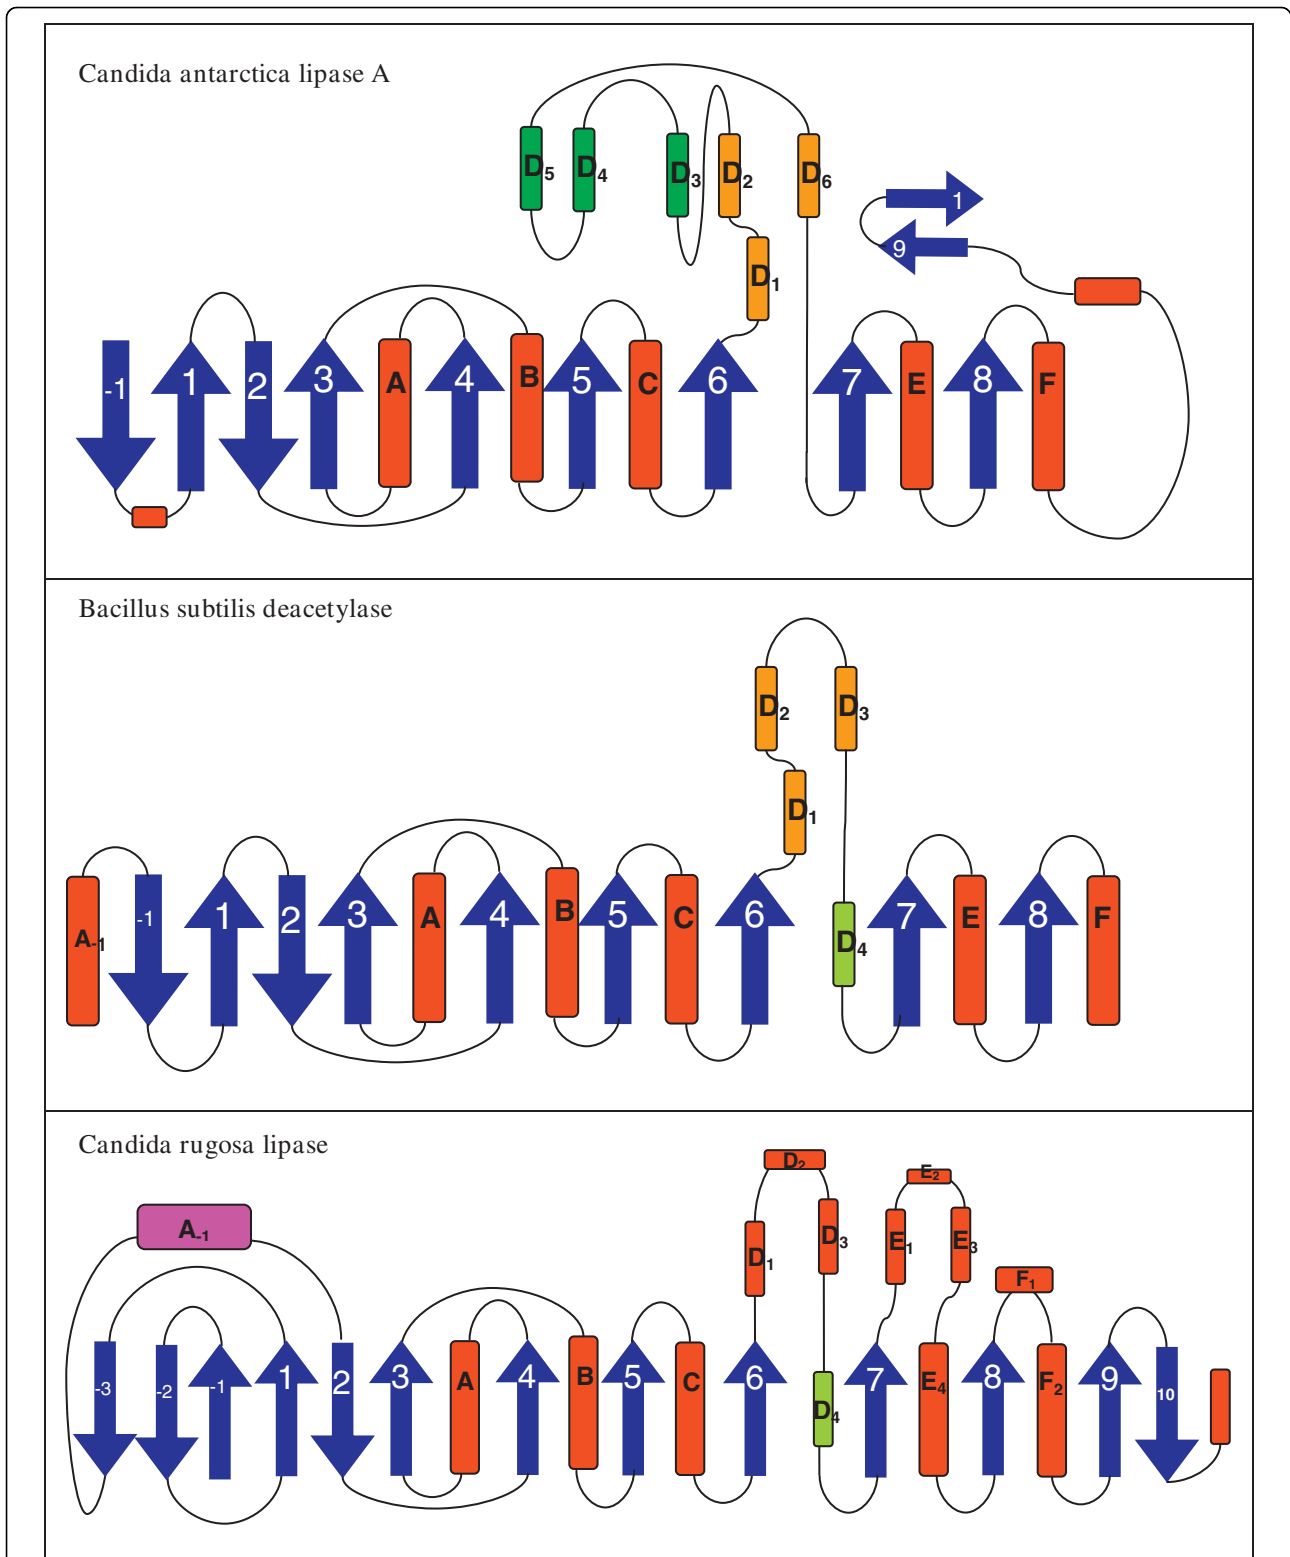 Candida antarctica lipase A
D5 D4 D3 D2 D6
1
9
D1
-1 1 2 3 A 4 B 5 C 6 7 E 8 F
Bacillus subtilis deacetylase
D2 D3
D1
A-1 -1 1 2 3 A 4 B 5 C 6 D4 7 E 8 F
Candida rugosa lipase
D2 E2
A-1 D1 D3 E1 E3
F1
-3 -2 -1 1 2 3 A 4 B 5 C 6 D4 7 E4 8 F2 9 10